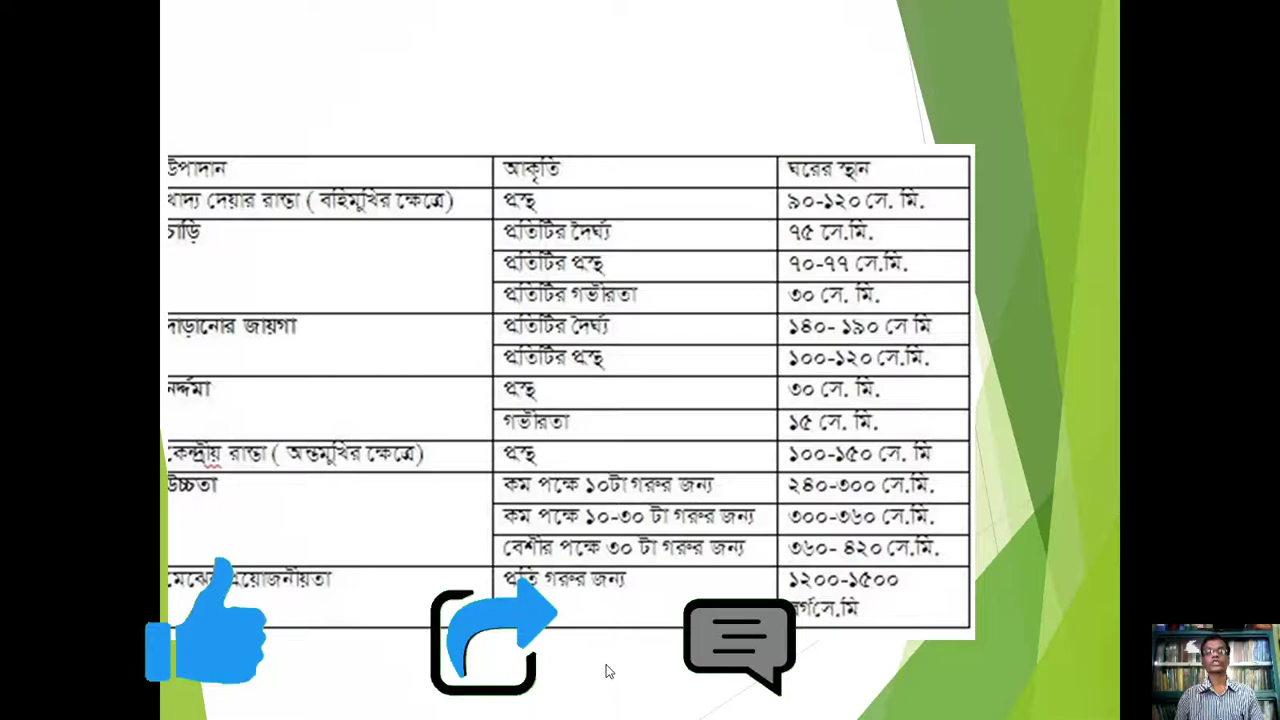 উপাদান আকৃতি ঘরের স্থান
খাদ্য দেয়ার রাস্তা ( বহিমুখির ক্ষেত্রে) প্রস্থ ৯০-১২০ সে. মি.
চাড়ি প্রতিটির দৈর্ঘ্য ৭৫ সে.মি.
প্রতিটির প্রস্থ ৭০-৭৭ সে.মি.
প্রতিটির গভীরতা ৩০ সে. মি.
দাড়ানোর জায়গা প্রতিটির দৈর্ঘ্য ১৪০- ১৯০ সে মি
প্রতিটির প্রস্থ ১০০-১২০ সে.মি.
নর্দ্দমা প্রস্থ ৩০ সে. মি.
গভীরতা ১৫ সে. মি.
কেন্দ্রীয় রাস্তা ( অন্তমুখির ক্ষেত্রে) প্রস্থ ১০০-১৫০ সে. মি
উচ্চতা কম পক্ষে ১০টা গরুর জন্য ২৪০-৩০০ সে.মি.
কম পক্ষে ১০-৩০ টা গরুর জন্য ৩০০-৩৬০ সে.মি.
বেশীর পক্ষে ৩০ টা গরুর জন্য ৩৬০- ৪২০ সে.মি.
মেঝের প্রয়োজনীয়তা প্রতি গরুর জন্য ১২০০-১৫০০
বর্গসে.মি